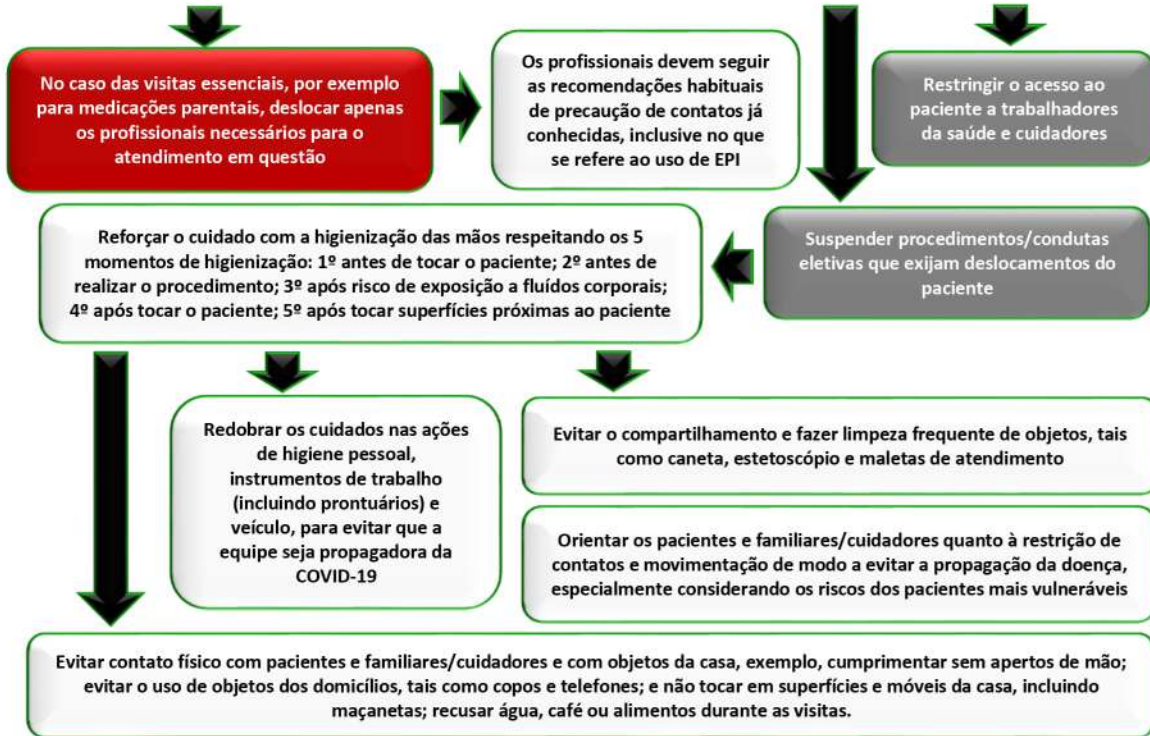 No caso das visitas essenciais, por exemplo
para medicações parentais, deslocar apenas
os profissionais necessários para o
atendimento em questão
Os profissionais devem seguir
as recomendações habituais
de precaução de contatos já
conhecidas, inclusive no que
se refere ao uso de EPI
Restringir o acesso ao
paciente a trabalhadores
da saúde e cuidadores
Reforçar o cuidado com a higienização das mãos respeitando os 5
momentos de higienização: 1º antes de tocar o paciente; 2º antes de
realizar o procedimento; 3º após risco de exposição a fluídos corporais;
4º após tocar o paciente; 5º após tocar superfícies próximas ao paciente
Suspender procedimentos/condutas
eletivas que exijam deslocamentos do
paciente
Redobrar os cuidados nas ações
de higiene pessoal,
instrumentos de trabalho
(incluindo prontuários) e
veículo, para evitar que a
equipe seja propagadora da
COVID-19
Evitar o compartilhamento e fazer limpeza frequente de objetos, tais
como caneta, estetoscópio e maletas de atendimento
Orientar os pacientes e familiares/cuidadores quanto à restrição de
contatos e movimentação de modo a evitar a propagação da doença,
especialmente considerando os riscos dos pacientes mais vulneráveis
Evitar contato físico com pacientes e familiares/cuidadores e com objetos da casa, exemplo, cumprimentar sem apertos de mão;
evitar o uso de objetos dos domicílios, tais como copos e telefones; e não tocar em superfícies e móveis da casa, incluindo
maçanetas; recusar água, café ou alimentos durante as visitas.